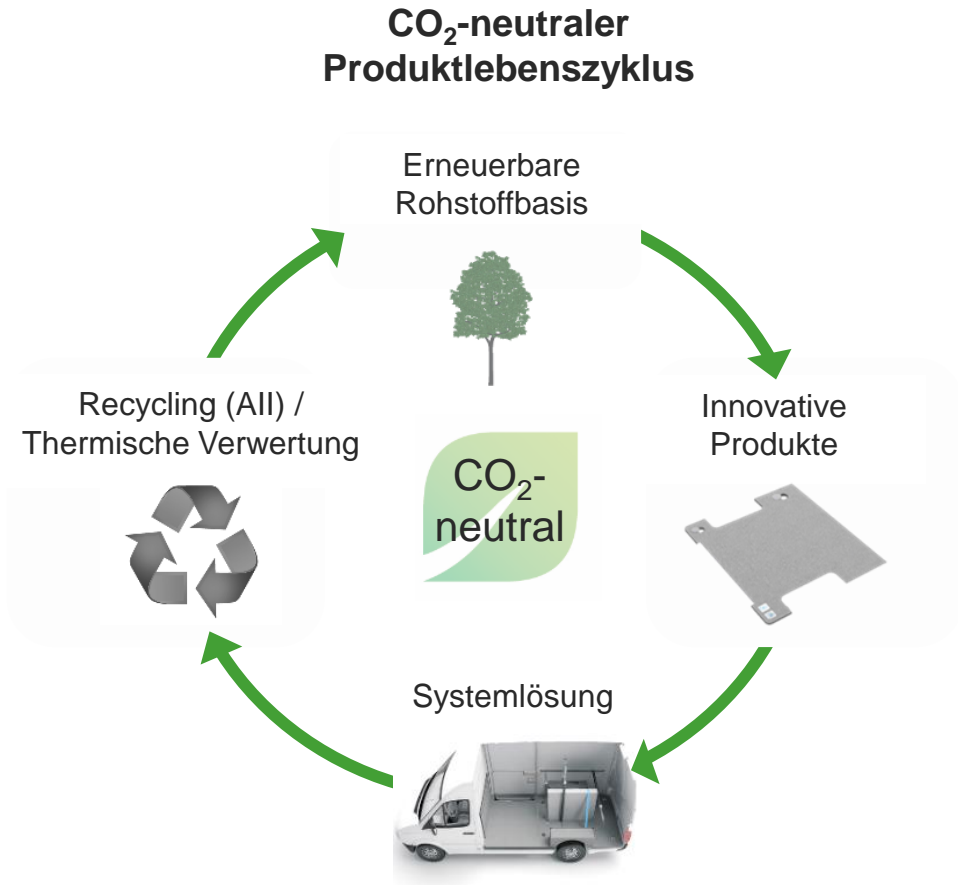 CO₂-neutraler
Produktlebenszyklus
Erneuerbare
Rohstoffbasis
Innovative
Produkte
Systemlösung
Recycling (AII) /
Thermische Verwertung
CO₂-
neutral